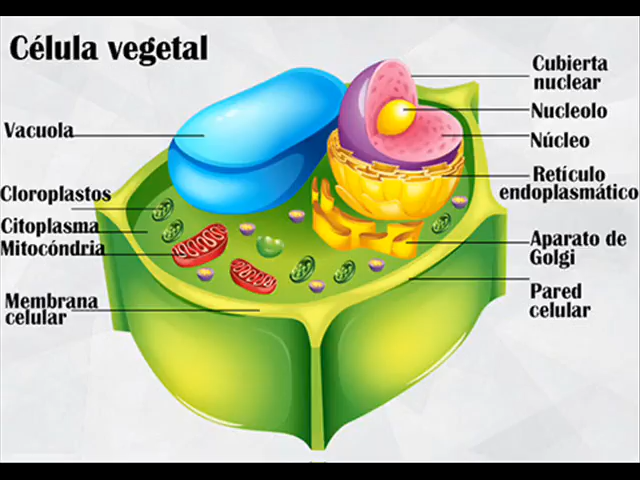 Célula vegetal
Cubierta
nuclear
Nucleolo
Vacuola
Núcleo
Retículo
endoplasmático
Cloroplastos
Citoplasma
Mitocóndria
Aparato de
Golgi
Membrana
celular
Pared
celular